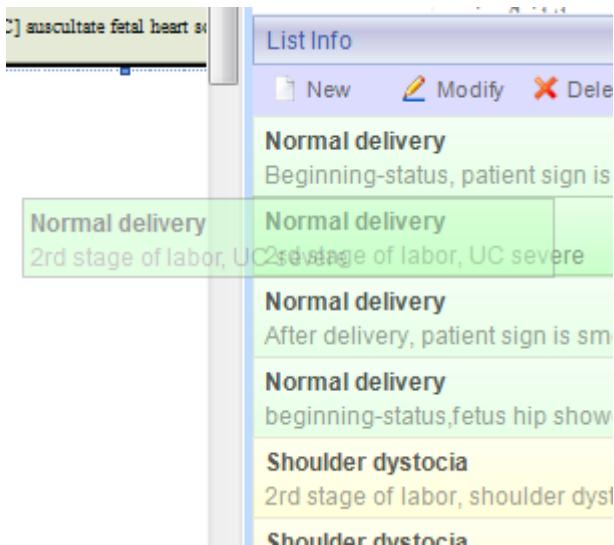 C] auscultate fetal heart
List Info
New Modify Dele
Normal delivery
Beginning-status, patient sign is
Normal delivery
2rd stage of labor, UC severe
Normal delivery
2rd stage of labor, UC severe
Normal delivery
After delivery, patient sign is sm
Normal delivery
beginning-status,fetus hip show
Shoulder dystocia
2rd stage of labor, shoulder dyst
Shoulder dystocia